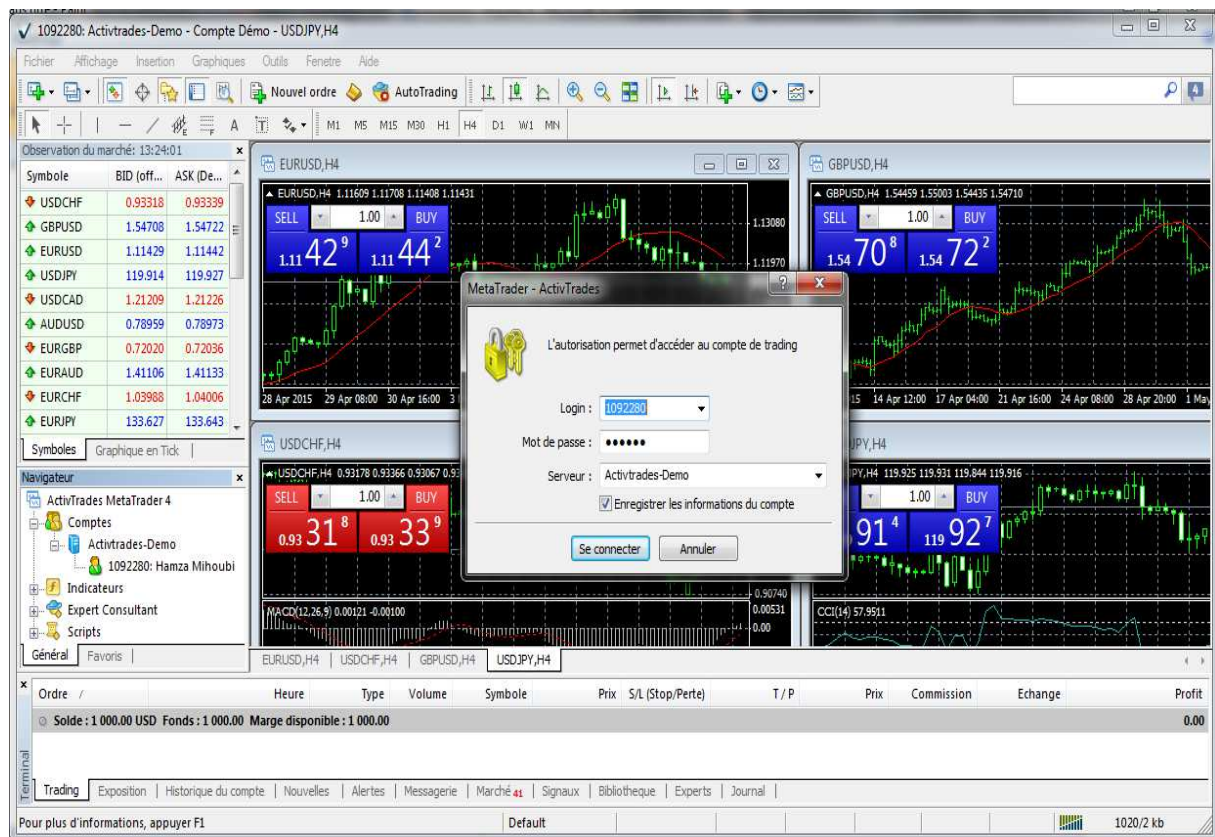 1092280: Activtrades-Demo - Compte Démo - USDJPY,H4
Fichier Affichage Insertion Graphiques Outils Fenetre Aide
Nouvel ordre AutoTrading
A T M1 M5 M15 M30 H1 H4 D1 W1 MN
Observation du marché: 13:24:01
Symbole BID (off... ASK (De...
USDCHF 0.93318 0.93339
GBPUSD 1.54708 1.54722
EURUSD 1.11429 1.11442
USDJPY 119.914 119.927
USDCAD 1.21209 1.21226
AUDUSD 0.78959 0.78973
EURGBP 0.72020 0.72036
EURAUD 1.41106 1.41133
EURCHF 1.03988 1.04006
EURJPY 133.627 133.643
Symboles Graphique en Tick
Navigateur
ActivTrades MetaTrader 4
Comptes
Activtrades-Demo
1092280: Hamza Mihoubi
Indicateurs
Expert Consultant
Scripts
Général Favoris
EURUSD,H4
EURUSD,H4 1.11609 1.11708 1.11408 1.11431
SELL 1.00 BUY
1.11 42 9 1.11 44 2
1.13080
1.11970
28 Apr 2015 29 Apr 08:00 30 Apr 16:00
GBPUSD,H4
GBPUSD,H4 1.54459 1.55003 1.54435 1.54710
SELL 1.00 BUY
1.54 70 8 1.54 72 2
14 Apr 12:00 17 Apr 04:00 21 Apr 16:00 24 Apr 08:00 28 Apr 20:00 1 May
USDCHF,H4
USDCHF,H4 0.93178 0.93366 0.93067
SELL 1.00 BUY
0.93 31 8 0.93 33 9
0.90740
MACD(12,26,9) 0.00121 -0.00100
0.00531
0.00
JPY,H4
PY,H4 119.925 119.931 119.844 119.916
1.00 BUY
91 4 119 92 7
CCI(14) 57.9511
MetaTrader - ActivTrades
L'autorisation permet d'accéder au compte de trading
Login : 1092280
Mot de passe : ••••••
Serveur : Activtrades-Demo
Enregistrer les informations du compte
Se connecter Annuler
EURUSD,H4 USDCHF,H4 GBPUSD,H4 USDJPY,H4
Ordre / Heure Type Volume Symbole Prix S/L (Stop/Perte) T / P Prix Commission Echange Profit
Solde : 1 000.00 USD Fonds : 1 000.00 Marge disponible : 1 000.00 0.00
Terminal
Trading Exposition Historique du compte Nouvelles Alertes Messagerie Marché 41 Signaux Bibliotheque Experts Journal
Pour plus d'informations, appuyer F1 Default 1020/2 kb